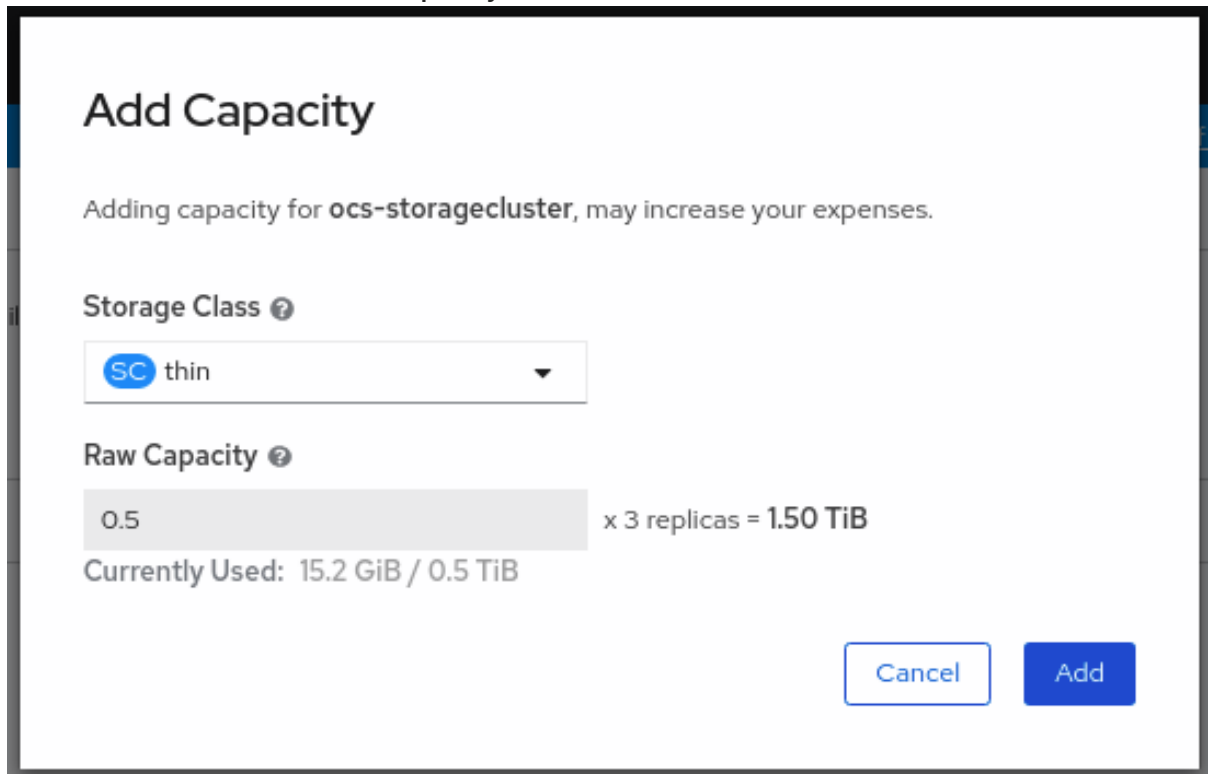 Add Capacity
Adding capacity for ocs-storagecluster, may increase your expenses.
Storage Class ?
SC thin
Raw Capacity ?
0.5 x 3 replicas = 1.50 TiB
Currently Used: 15.2 GiB / 0.5 TiB
Cancel Add